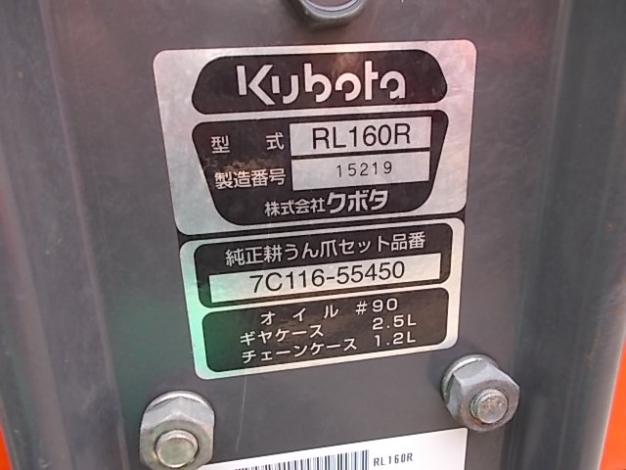 Kubota
型式 RL160R
製造番号 15219
株式会社クボタ
純正耕うん爪セット品番
7C116-55450
オイル #90
ギヤケース 2.5L
チェーンケース 1.2L
RL160R